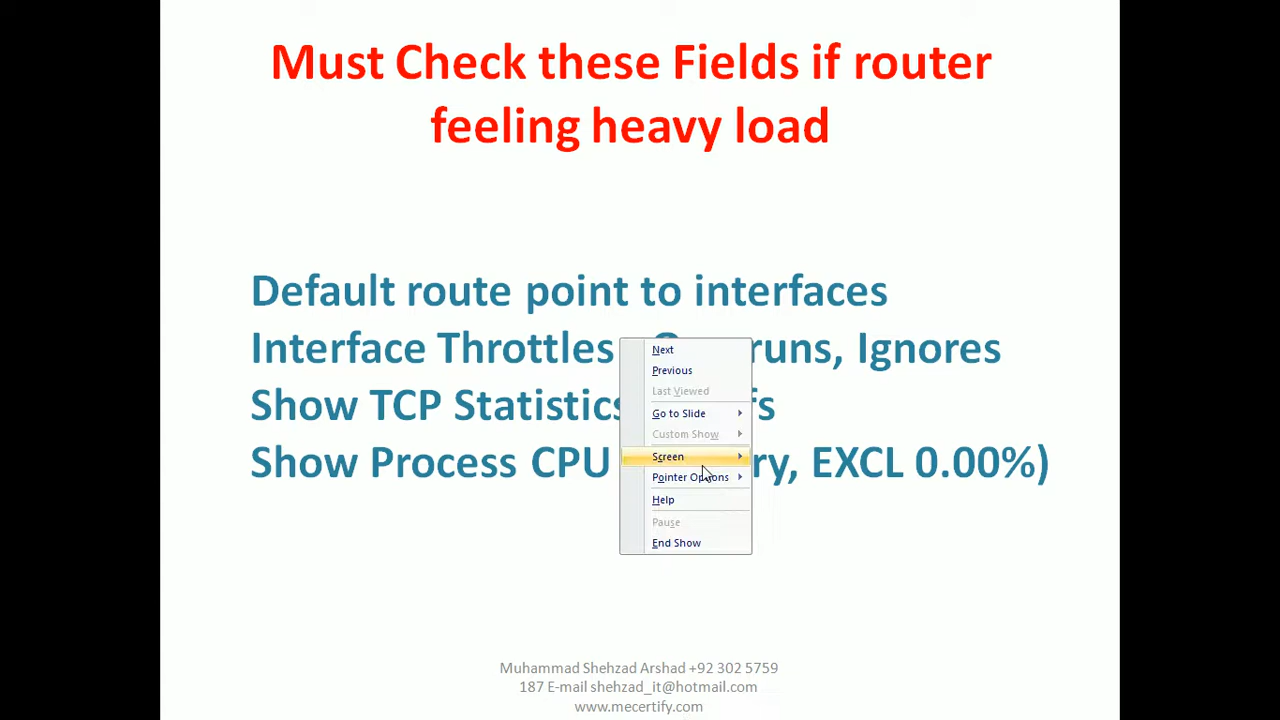 Must Check these Fields if router
feeling heavy load
Default route point to interfaces
Interface Throttles runs, Ignores
Show TCP Statistics fs
Show Process CPU ry, EXCL 0.00%)
Next
Previous
Last Viewed
Go to Slide
Custom Show
Screen
Pointer Options
Help
Pause
End Show
Muhammad Shehzad Arshad +92 302 5759
187 E-mail shehzad_it@hotmail.com
www.mecertify.com